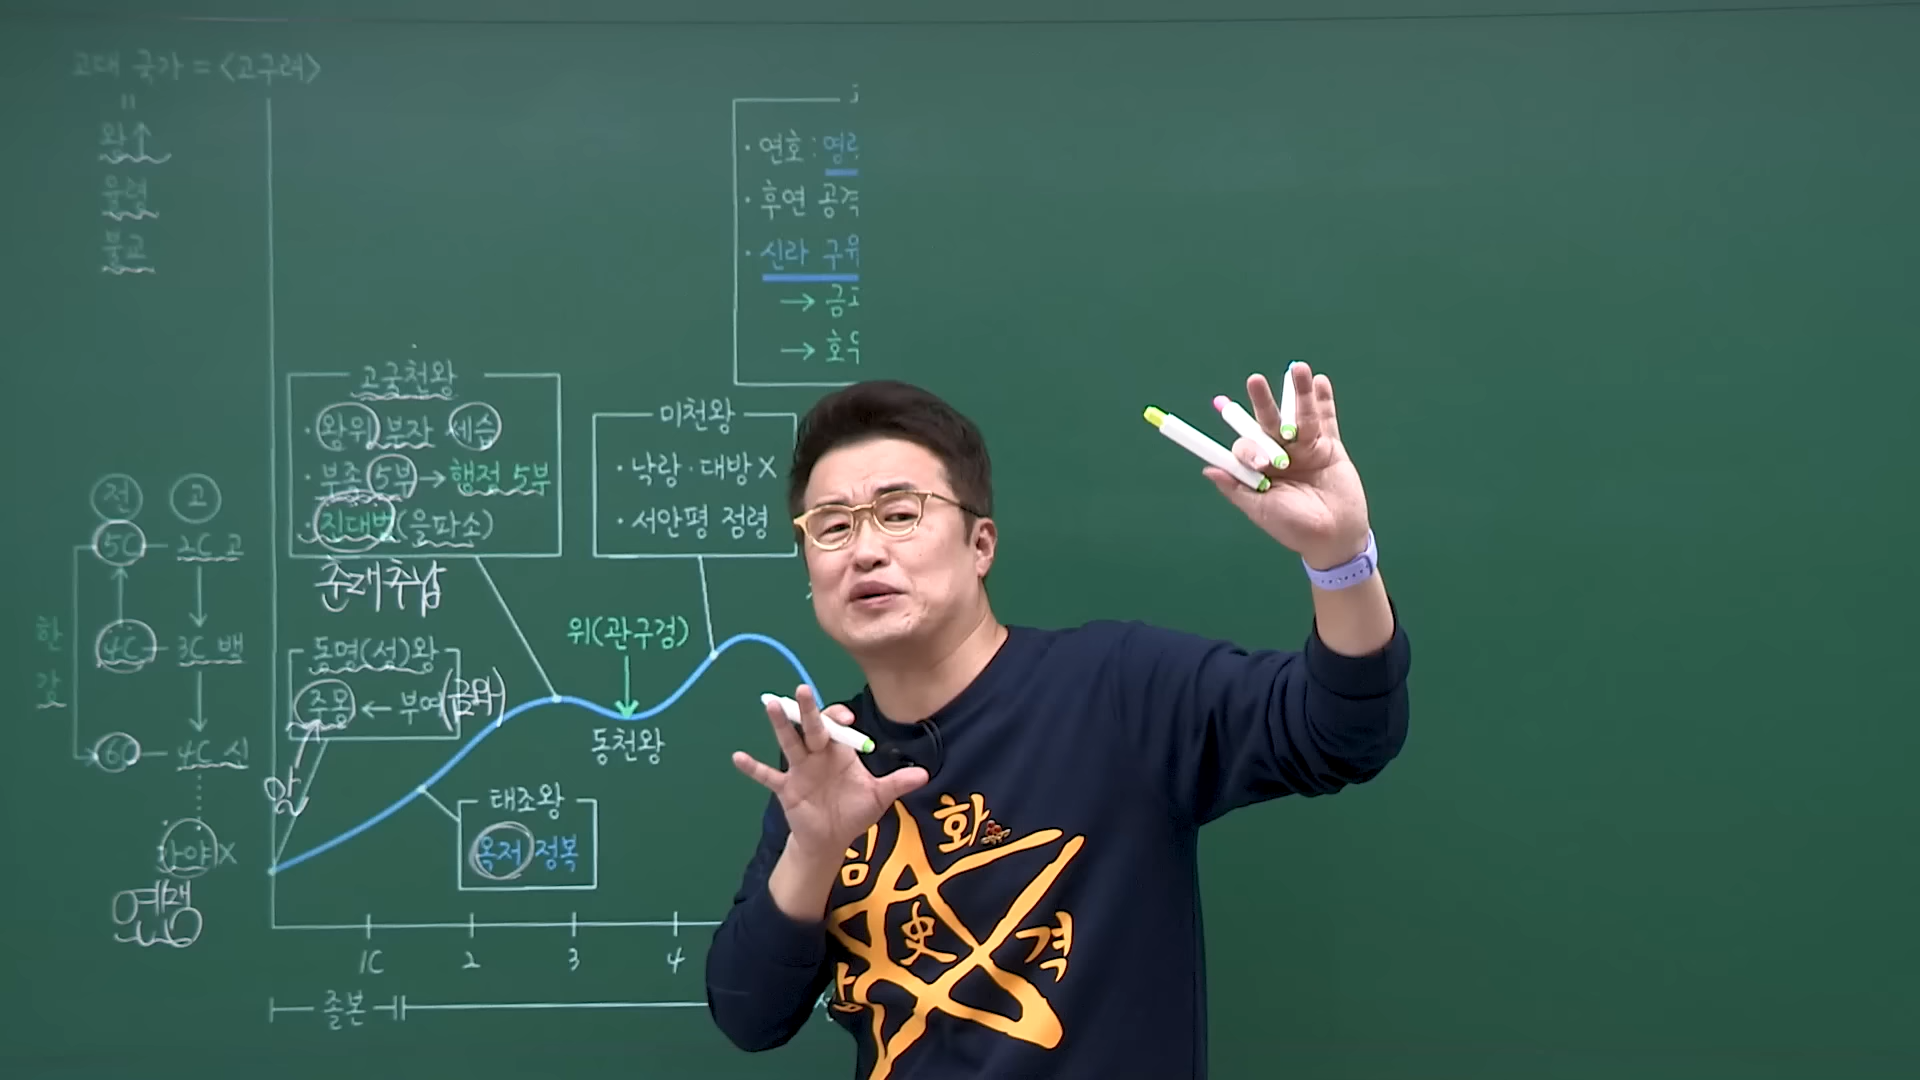 고대 국가 = <고구려>
=
왕↑
율령
불교
· 연호 :
· 후연 공격
· 신라 구
→ 금
→ 호
고국천왕
· 왕위 부자 세습
· 부족 5부 → 행정 5부
· 진대법 (을파소)
춘대추납
미천왕
· 낙랑 · 대방 X
· 서안평 점령
전 고
5C 2C 고
4C 3C 백
6C 4C 신
한강
가야 X
연맹
동명(성)왕
주몽 ← 부여(금와)
알
위(관구검)
동천왕
태조왕
옥저 정복
1C 2 3 4
졸본
심화
史
합격